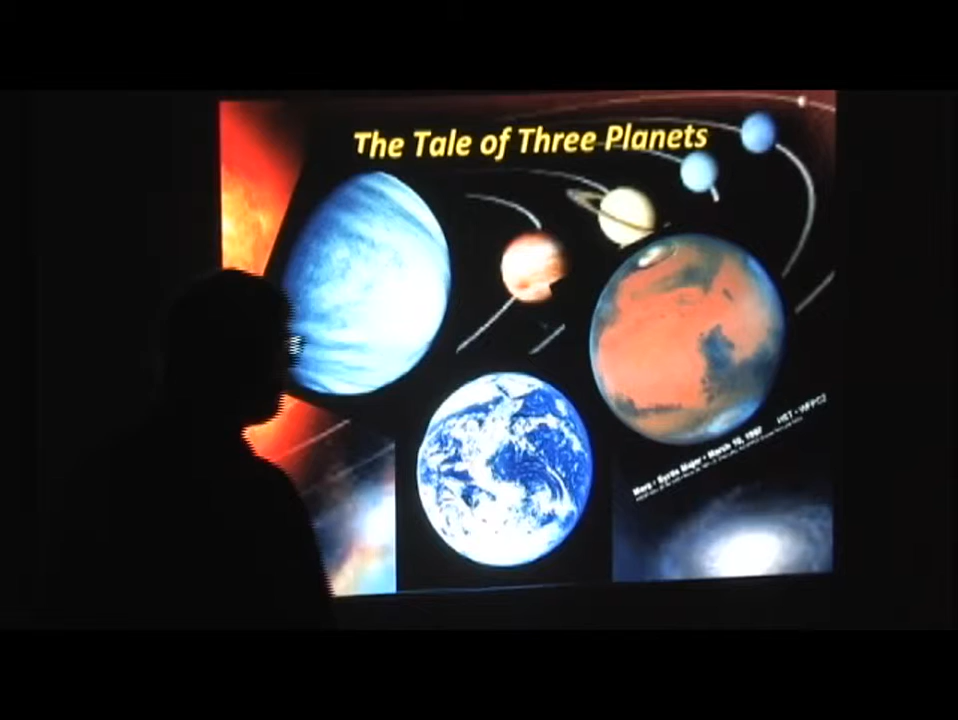 The Tale of Three Planets
Mars • Syrtis Major • March 10, 1997 HST • WFPC2